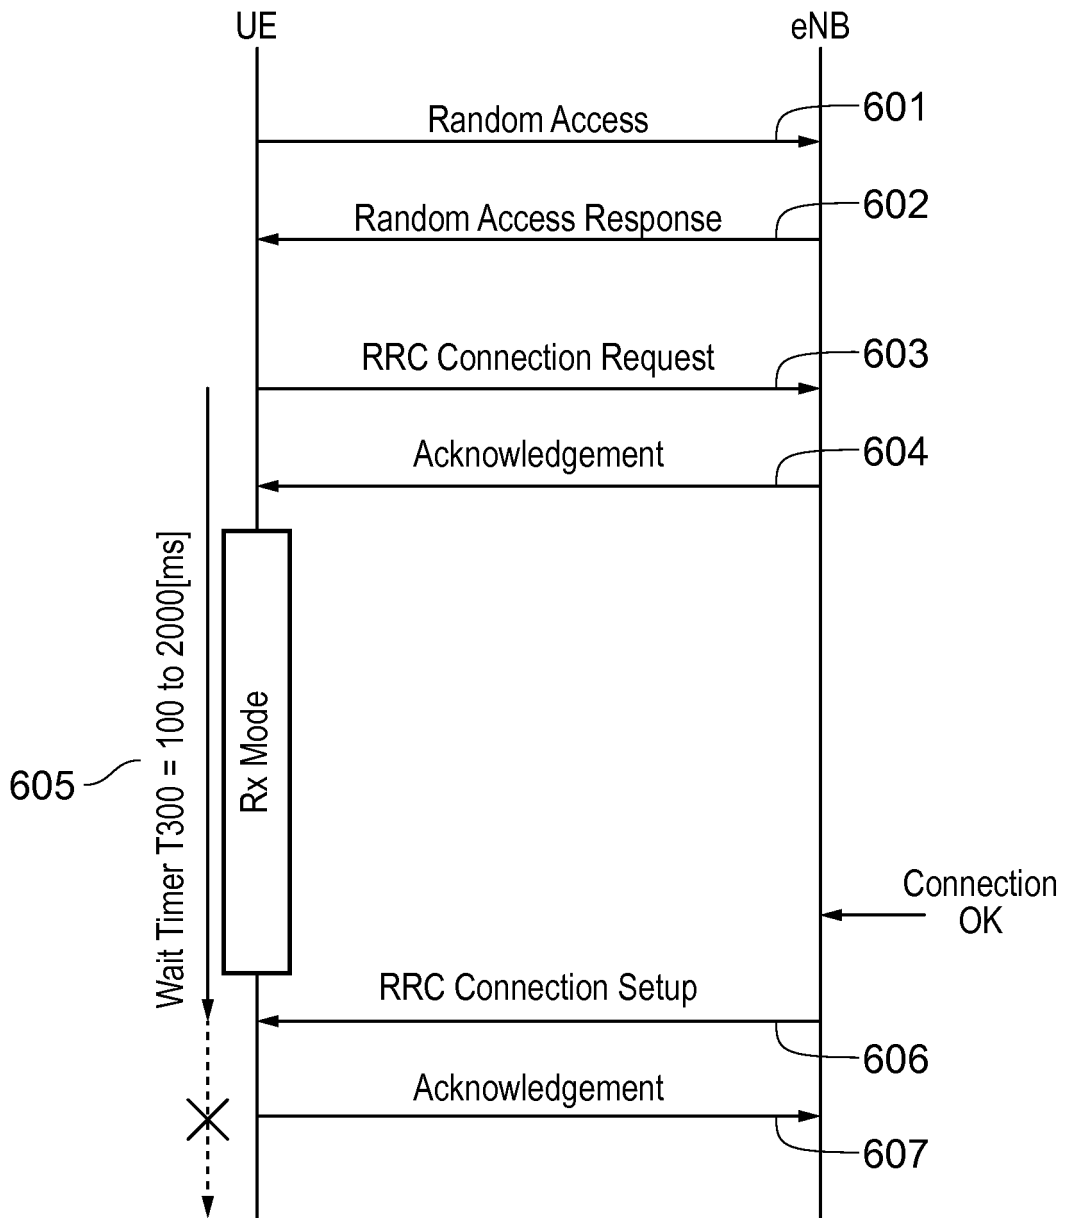 UE
eNB
Random Access
601
Random Access Response
602
RRC Connection Request
603
Acknowledgement
604
Wait Timer T300 = 100 to 2000[ms]
605
Rx Mode
Connection
OK
RRC Connection Setup
606
Acknowledgement
607